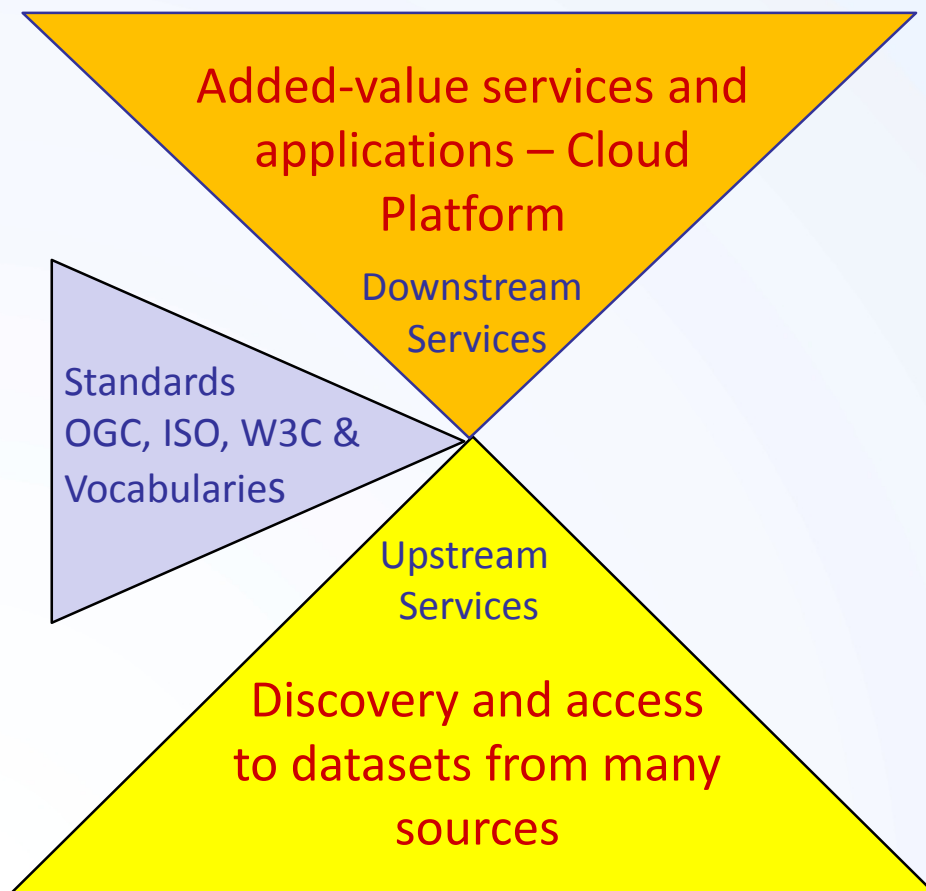 Added-value services and
applications – Cloud
Platform
Downstream
Services
Standards
OGC, ISO, W3C &
Vocabularies
Upstream
Services
Discovery and access
to datasets from many
sources